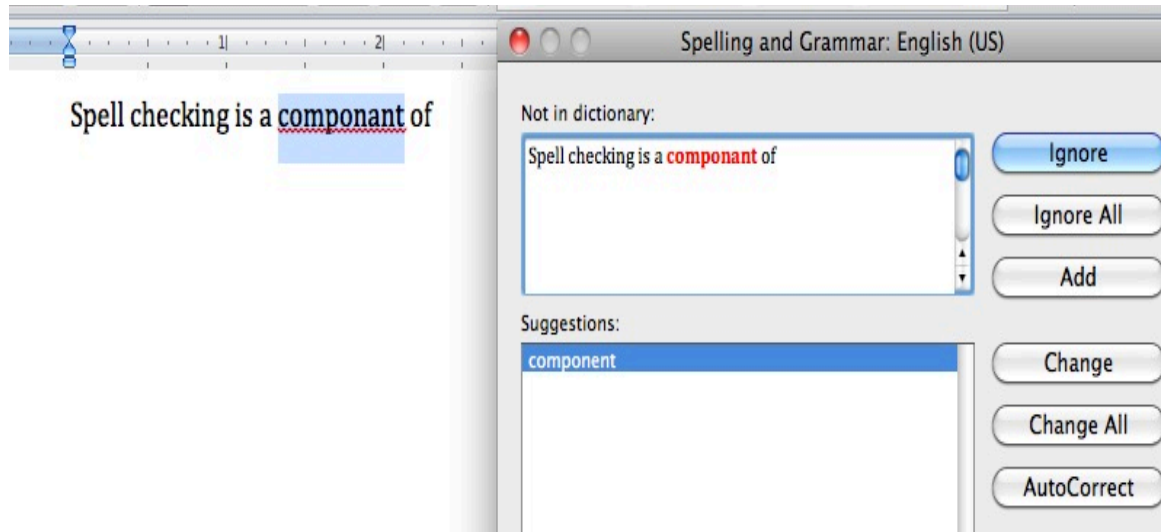 1 2
Spell checking is a componant of
Spelling and Grammar: English (US)
Not in dictionary:
Spell checking is a componant of
Ignore
Ignore All
Add
Suggestions:
component
Change
Change All
AutoCorrect